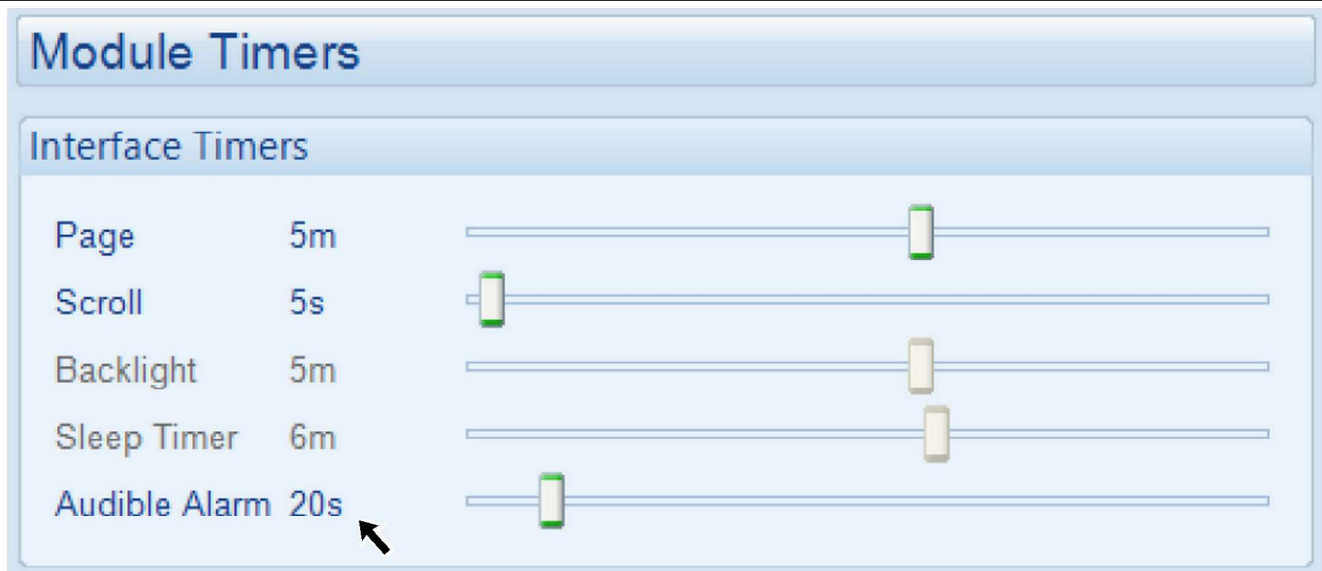 Module Timers
Interface Timers
Page 5m
Scroll 5s
Backlight 5m
Sleep Timer 6m
Audible Alarm 20s